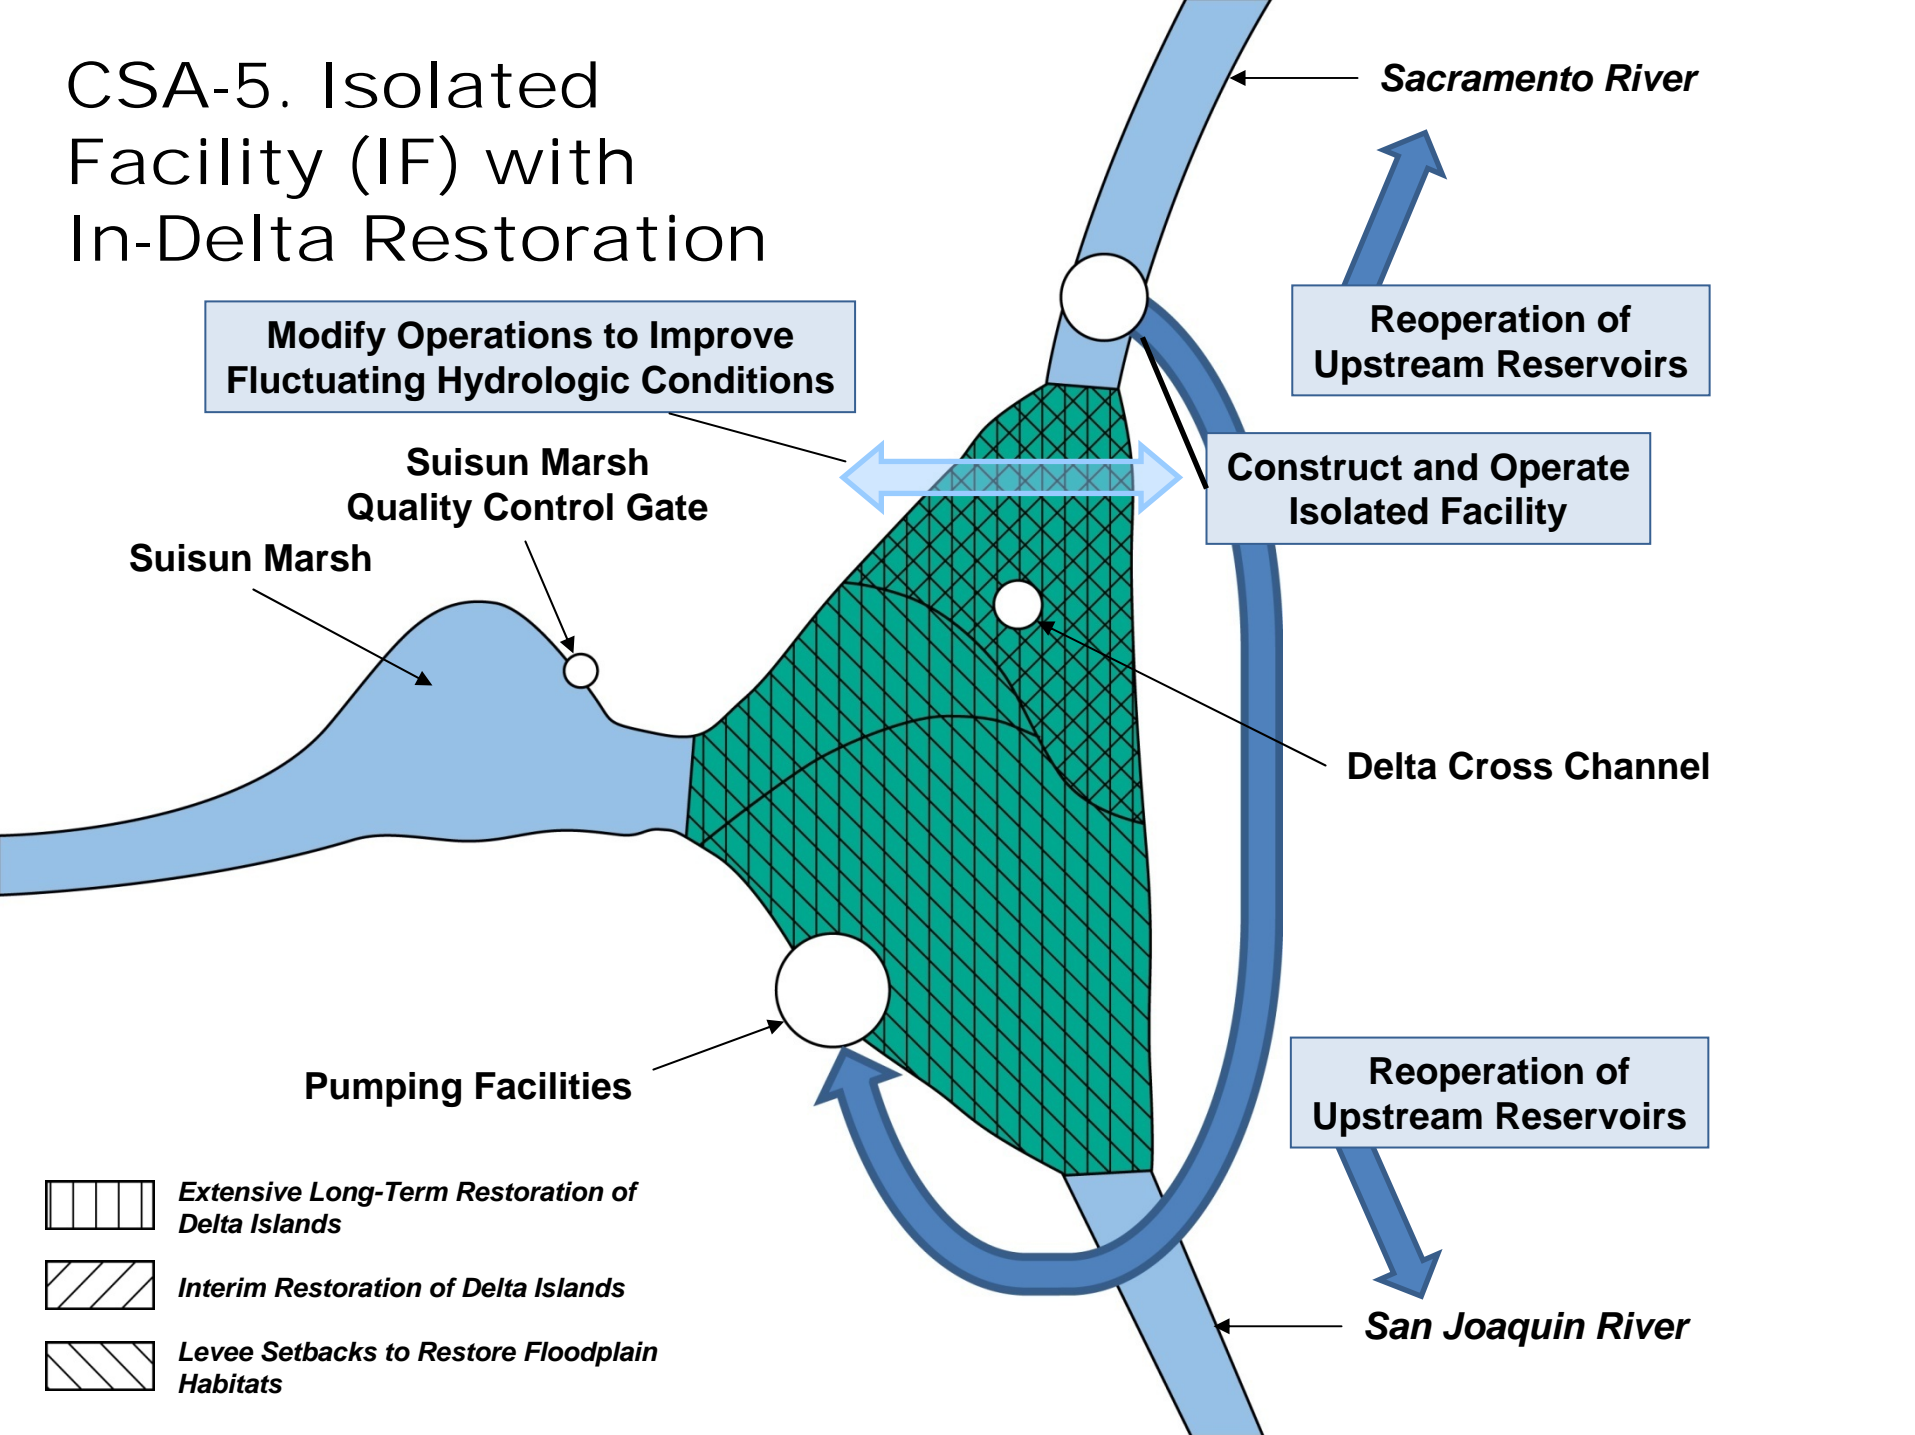 CSA-5. Isolated
Facility (IF) with
In-Delta Restoration
Sacramento River
Modify Operations to Improve
Fluctuating Hydrologic Conditions
Reoperation of
Upstream Reservoirs
Suisun Marsh
Quality Control Gate
Construct and Operate
Isolated Facility
Suisun Marsh
Delta Cross Channel
Pumping Facilities
Reoperation of
Upstream Reservoirs
Extensive Long-Term Restoration of
Delta Islands
Interim Restoration of Delta Islands
San Joaquin River
Levee Setbacks to Restore Floodplain
Habitats